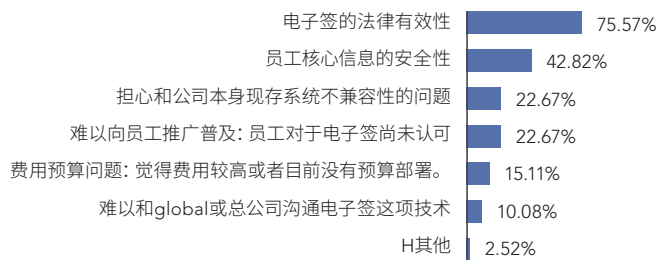 电子签的法律有效性 75.57%
员工核心信息的安全性 42.82%
担心和公司本身现存系统不兼容性的问题 22.67%
难以向员工推广普及：员工对于电子签尚未认可 22.67%
费用预算问题：觉得费用较高或者目前没有预算部署。 15.11%
难以和global或总公司沟通电子签这项技术 10.08%
H其他 2.52%